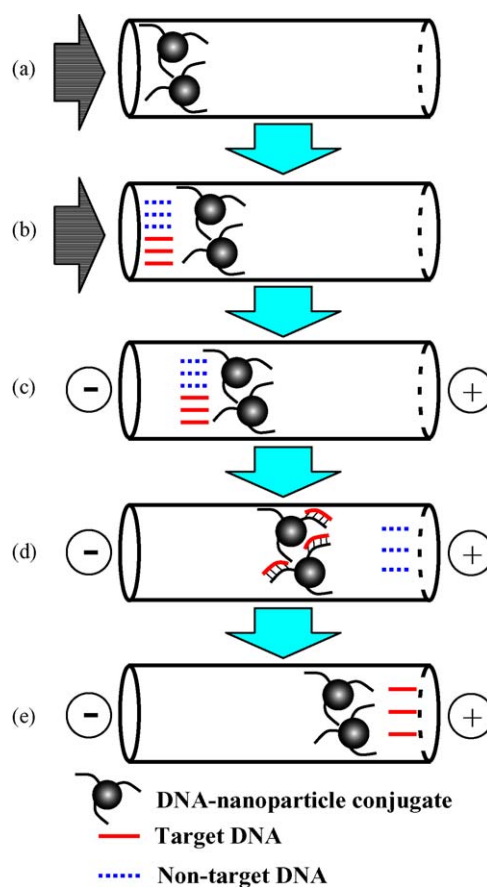 (a)
(b)
(c)
-
+
(d)
-
+
(e)
-
+
DNA-nanoparticle conjugate
Target DNA
Non-target DNA